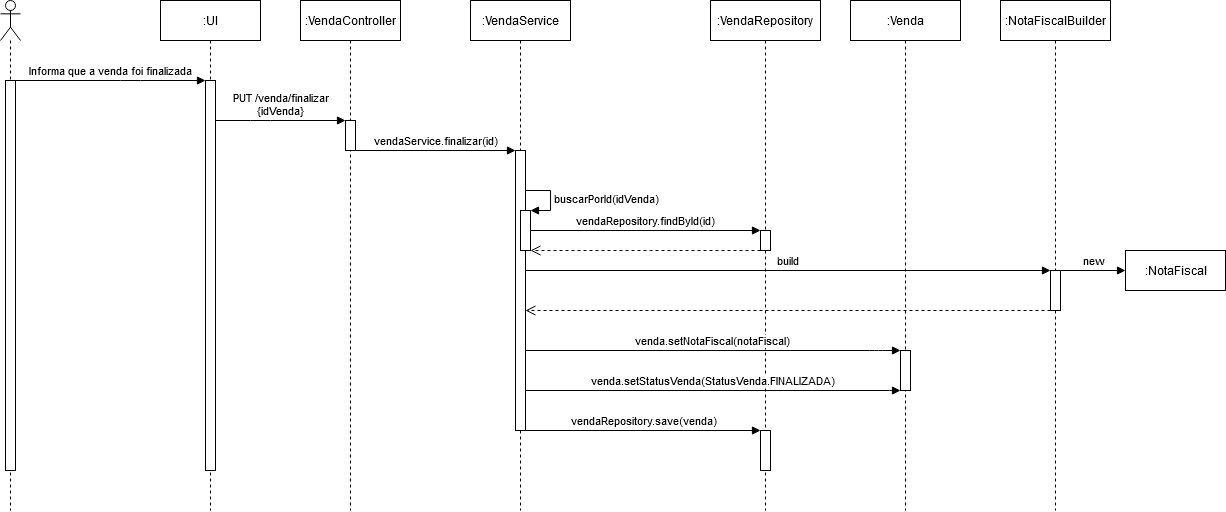 :UI
:VendaController
:VendaService
:VendaRepository
:Venda
:NotaFiscalBuilder
Informa que a venda foi finalizada
PUT /venda/finalizar
{idVenda}
vendaService.finalizar(id)
buscarPorId(idVenda)
vendaRepository.findById(id)
build
new
:NotaFiscal
venda.setNotaFiscal(notaFiscal)
venda.setStatusVenda(StatusVenda.FINALIZADA)
vendaRepository.save(venda)